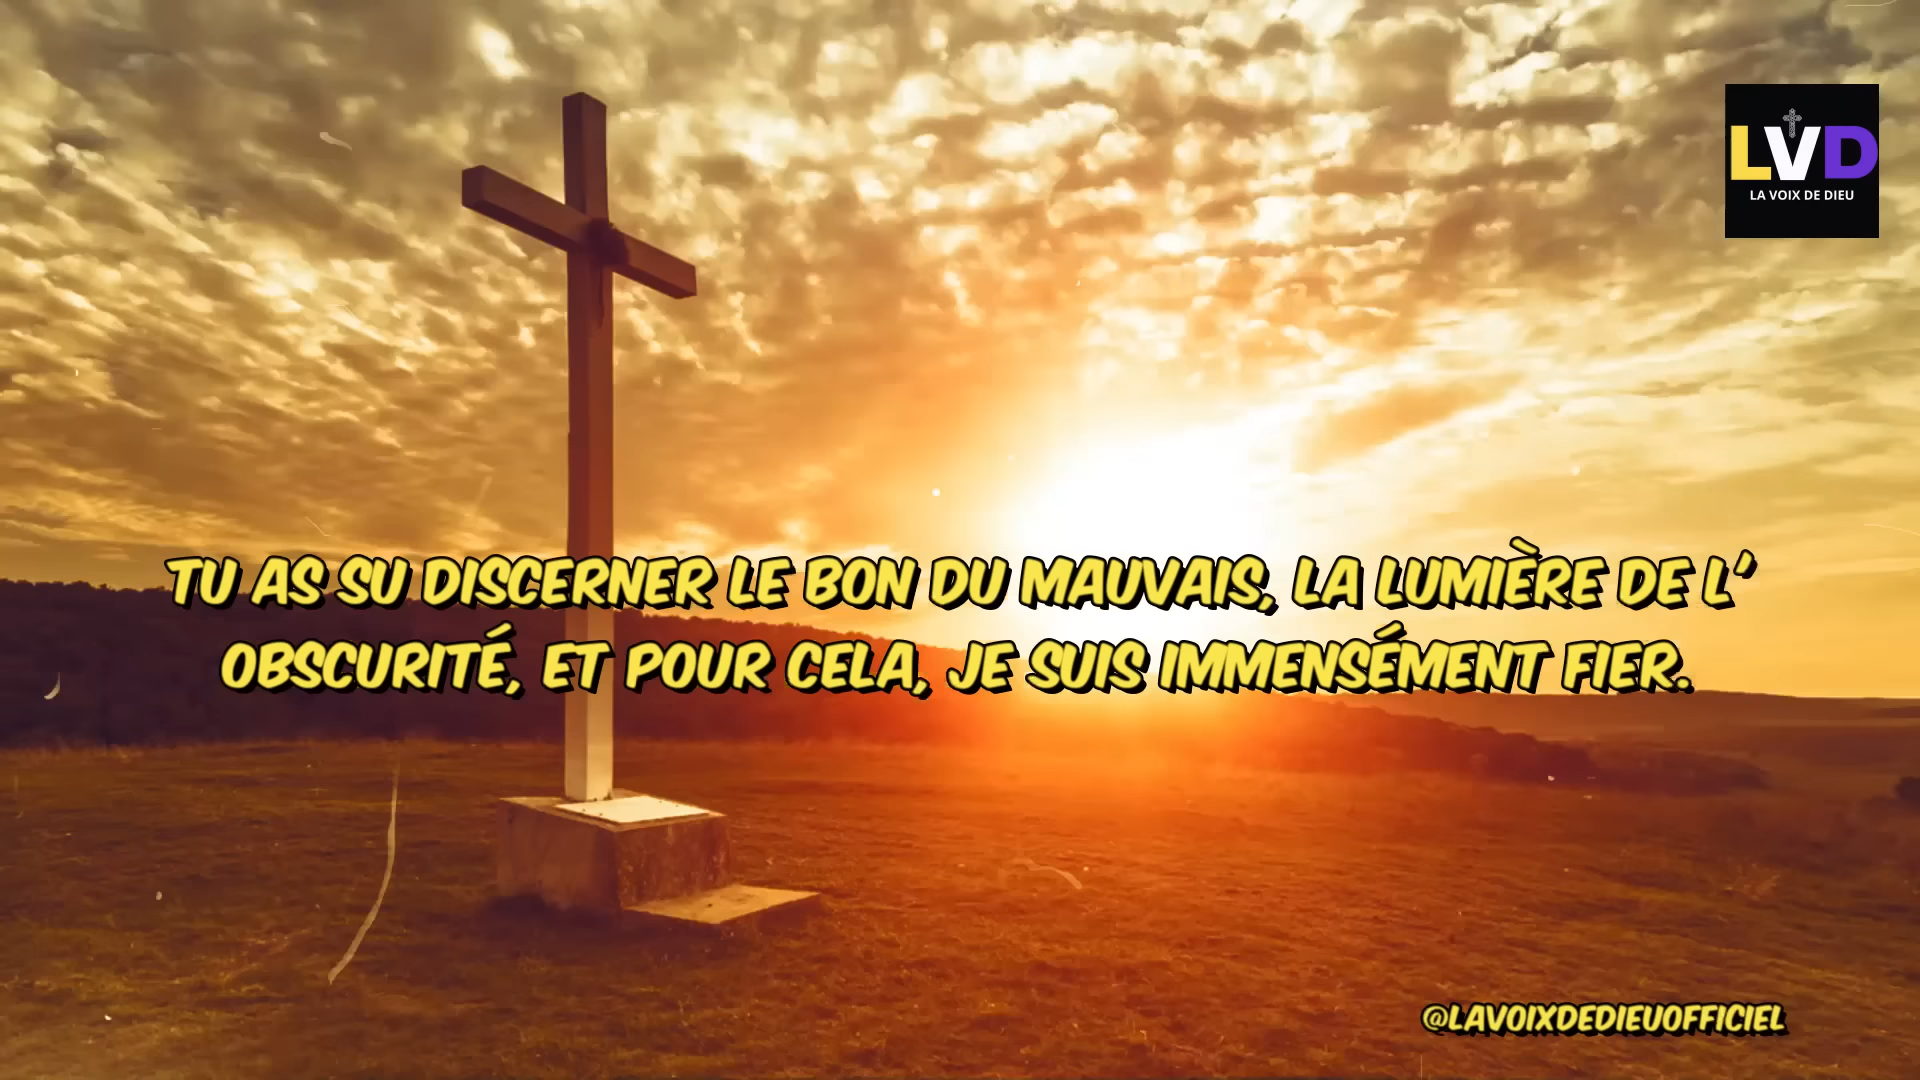 LVD
LA VOIX DE DIEU
TU AS SU DISCERNER LE BON DU MAUVAIS, LA LUMIÈRE DE L'
OBSCURITÉ, ET POUR CELA, JE SUIS IMMENSÉMENT FIER.
@LAVOIXDEDIEUOFFICIEL